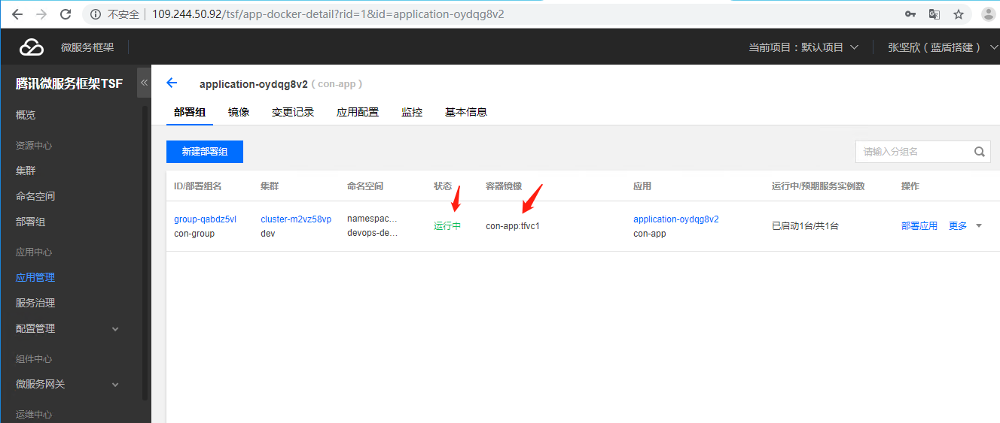 不安全 109.244.50.92/tsf/app-docker-detail?rid=1&id=application-oydqg8v2
微服务框架 当前项目：默认项目 张坚欣（蓝盾搭建）
腾讯微服务框架TSF
概览
资源中心
集群
命名空间
部署组
应用中心
应用管理
服务治理
配置管理
组件中心
微服务网关
运维中心
application-oydqg8v2（con-app）
部署组 镜像 变更记录 应用配置 监控 基本信息
新建部署组 请输入分组名
ID/部署组名 集群 命名空间 状态 容器镜像 应用 运行中/预期服务实例数 操作
group-qabdz5vl cluster-m2vz58vp namespac... 运行中 con-app:tfvc1 application-oydqg8v2 已启动1台/共1台 部署应用 更多
con-group dev devops-de... con-app